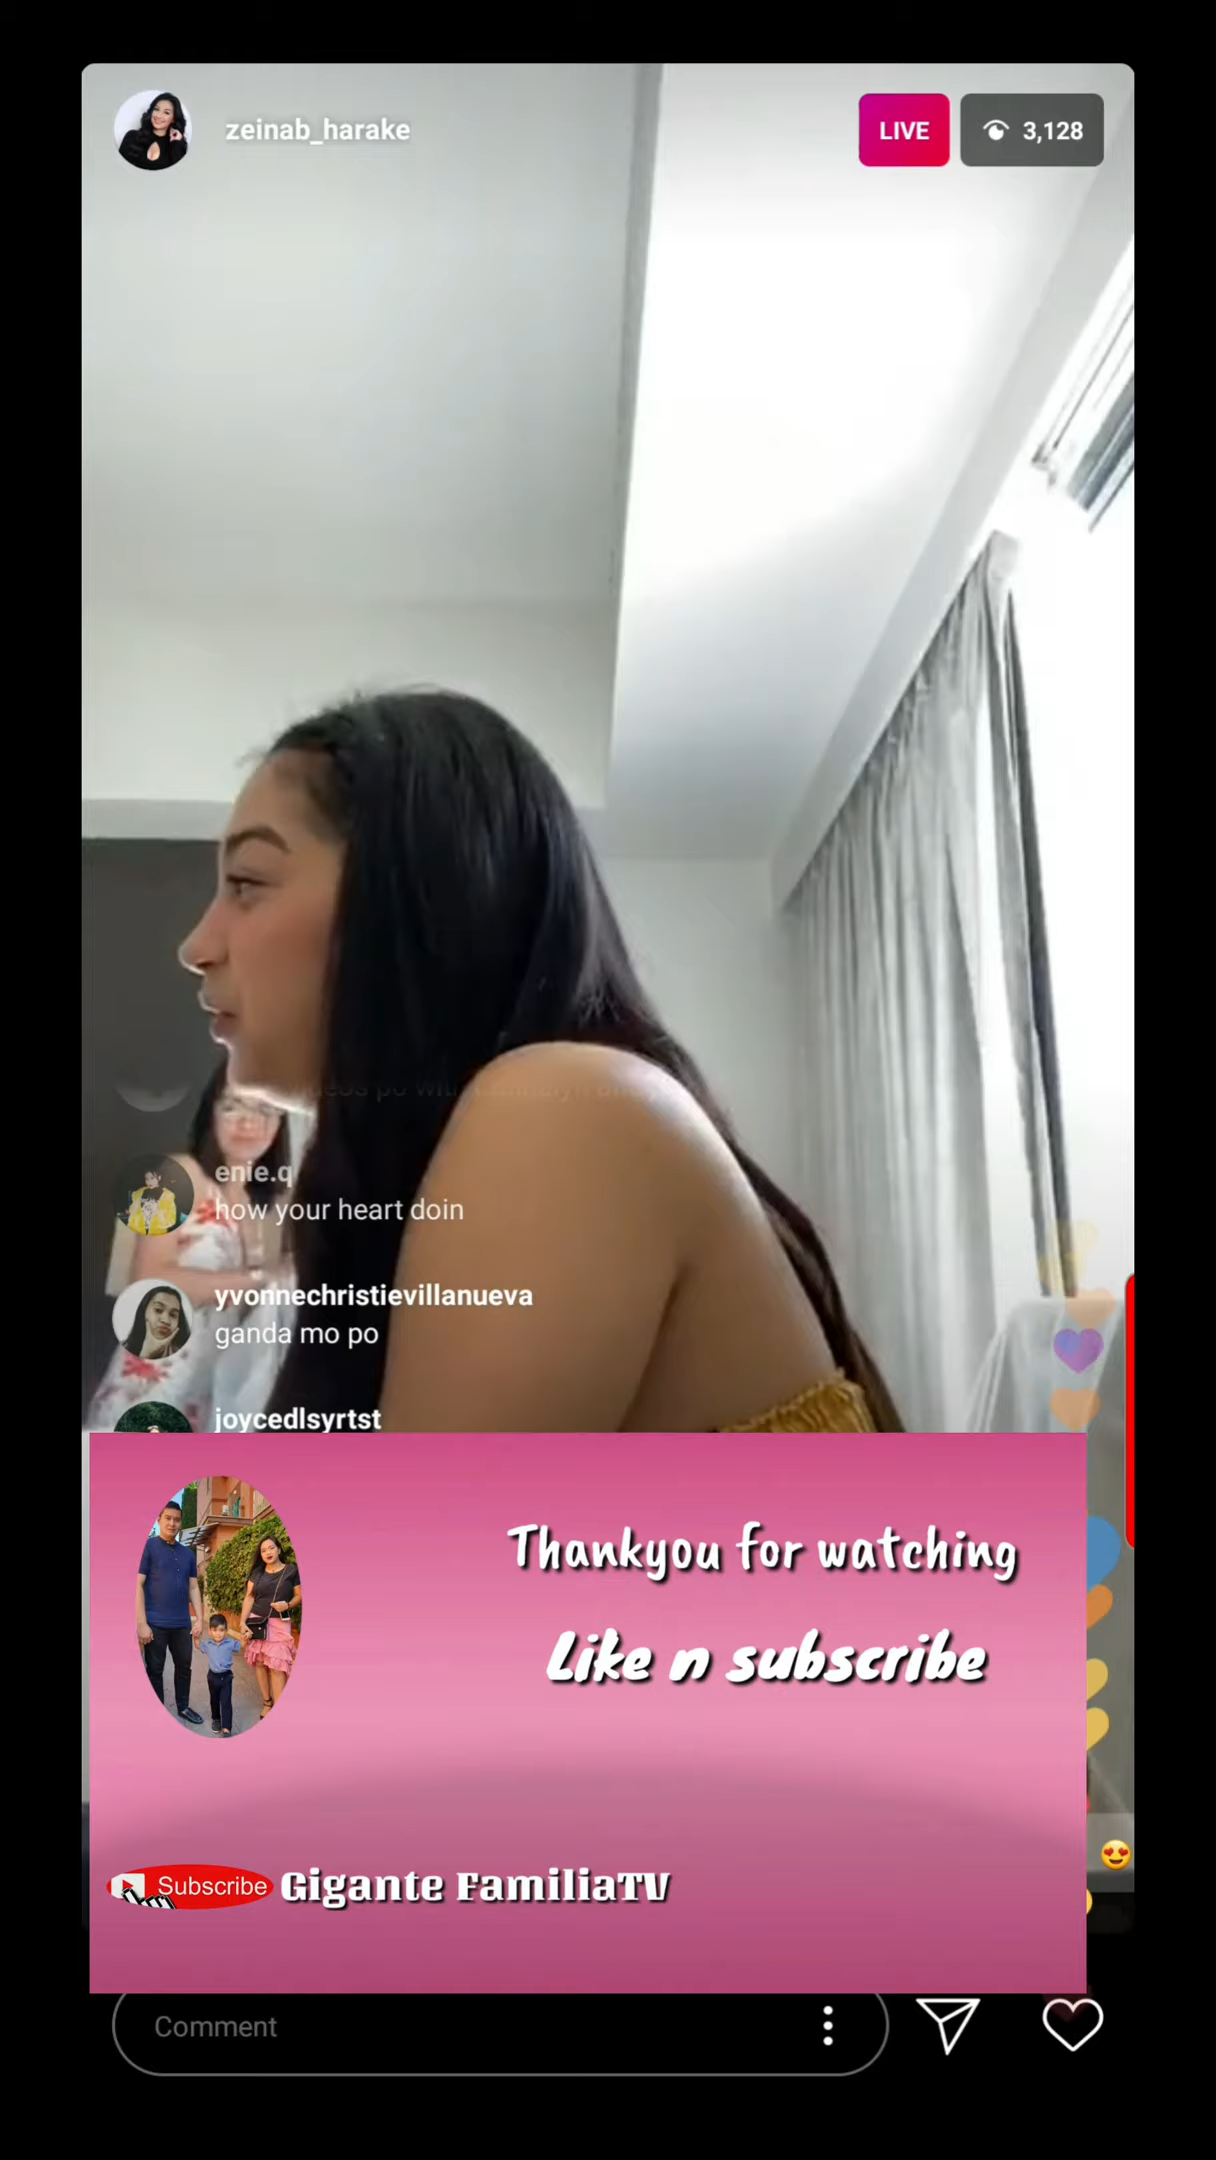 zeinab_harake
LIVE
3,128
enie.q
how your heart doin
yvonnechristievillanueva
ganda mo po
joycedlsyrtst
Thankyou for watching
Like n subscribe
Subscribe
Gigante FamiliaTV
Comment